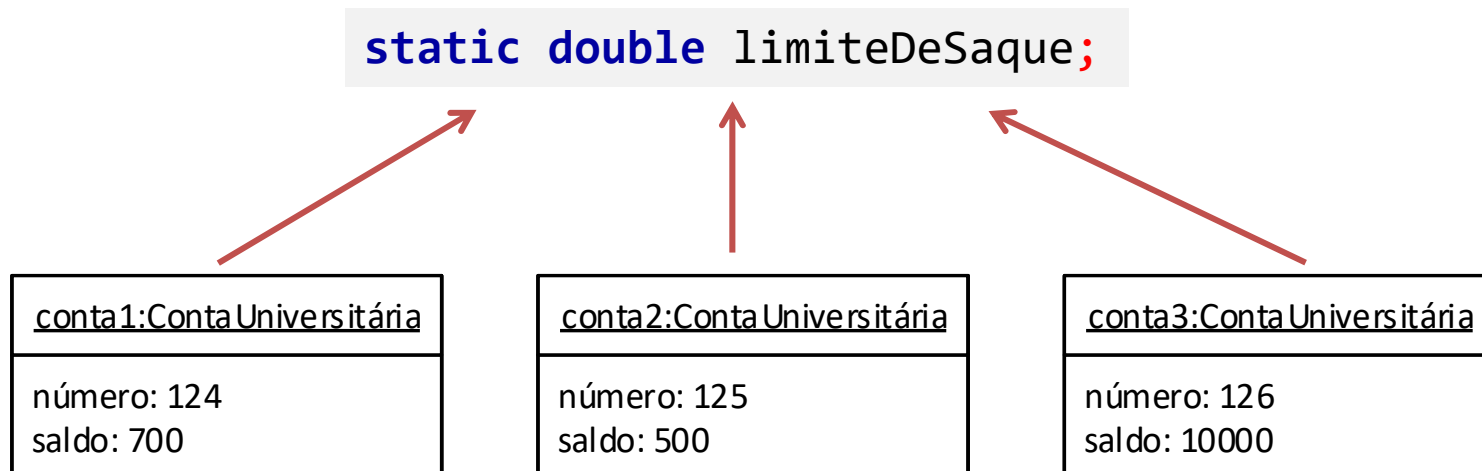 static double limiteDeSaque;
conta1:ContaUniversitária
número: 124
saldo: 700
conta2:ContaUniversitária
número: 125
saldo: 500
conta3:ContaUniversitária
número: 126
saldo: 10000